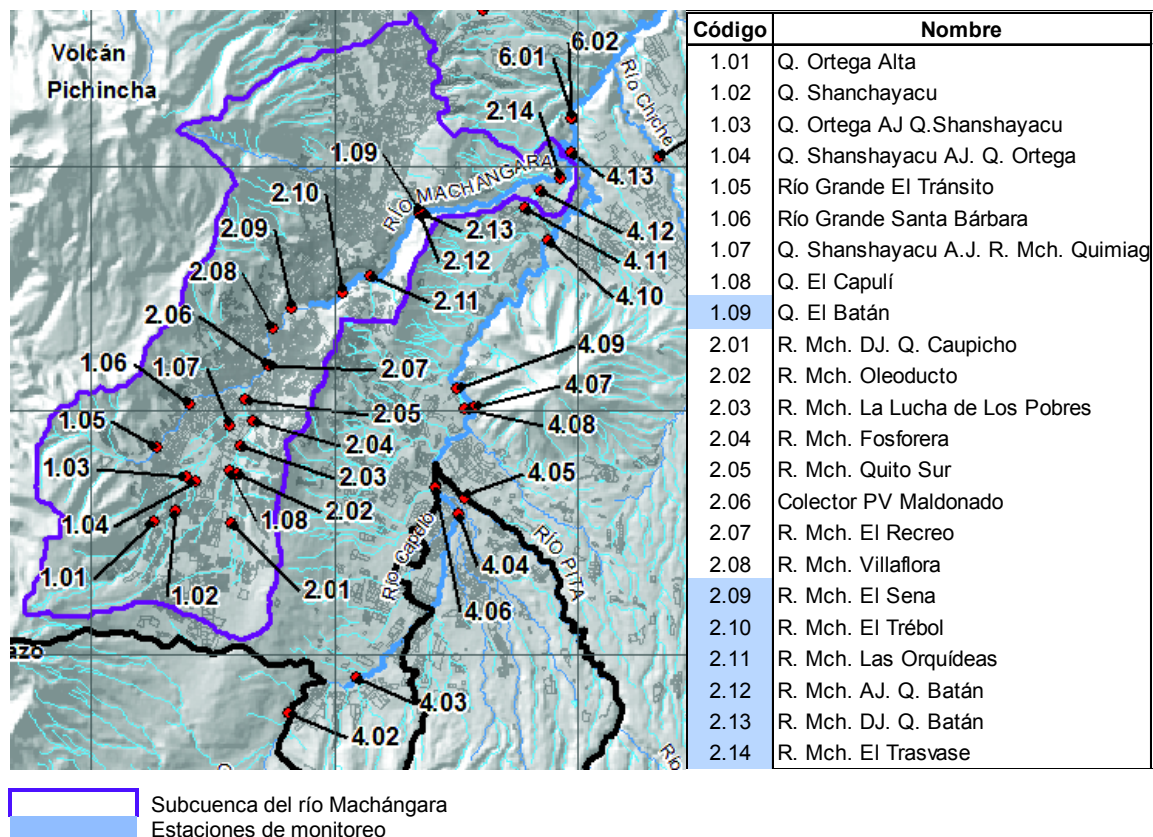 Volcán
Pichincha
6.02
6.01
2.14
Río Chiche
1.09
RÍO MACHÁNGARA
4.13
2.10
2.09
2.13
4.12
2.12
4.11
2.08
2.11
4.10
2.06
4.09
1.06
1.07
2.07
4.07
2.05
4.08
1.05
2.04
1.03
2.03
4.05
1.04
1.08
2.02
Río Capelo
RÍO PITA
4.04
1.01
1.02
2.01
4.06
azo
4.03
4.02
Río
Código Nombre
1.01 Q. Ortega Alta
1.02 Q. Shanchayacu
1.03 Q. Ortega AJ Q.Shanshayacu
1.04 Q. Shanshayacu AJ. Q. Ortega
1.05 Río Grande El Tránsito
1.06 Río Grande Santa Bárbara
1.07 Q. Shanshayacu A.J. R. Mch. Quimiag
1.08 Q. El Capulí
1.09 Q. El Batán
2.01 R. Mch. DJ. Q. Caupicho
2.02 R. Mch. Oleoducto
2.03 R. Mch. La Lucha de Los Pobres
2.04 R. Mch. Fosforera
2.05 R. Mch. Quito Sur
2.06 Colector PV Maldonado
2.07 R. Mch. El Recreo
2.08 R. Mch. Villaflora
2.09 R. Mch. El Sena
2.10 R. Mch. El Trébol
2.11 R. Mch. Las Orquídeas
2.12 R. Mch. AJ. Q. Batán
2.13 R. Mch. DJ. Q. Batán
2.14 R. Mch. El Trasvase
Subcuenca del río Machángara
Estaciones de monitoreo